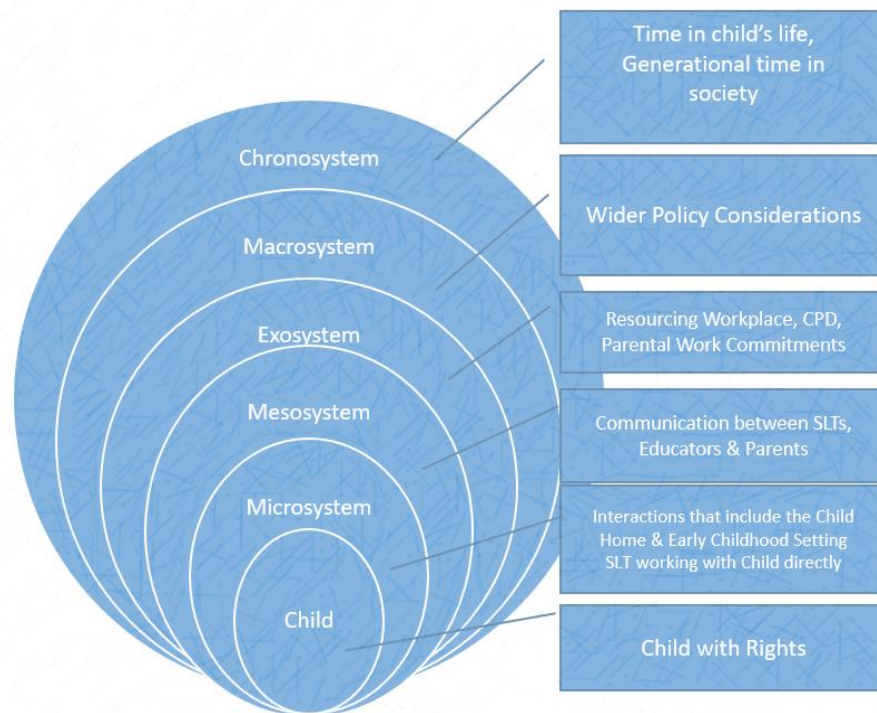 Time in child's life,
Generational time in
society
Chronosystem
Wider Policy Considerations
Macrosystem
Resourcing Workplace, CPD,
Parental Work Commitments
Exosystem
Mesosystem
Communication between SLTs,
Educators & Parents
Microsystem
Interactions that include the Child
Home & Early Childhood Setting
SLT working with Child directly
Child
Child with Rights